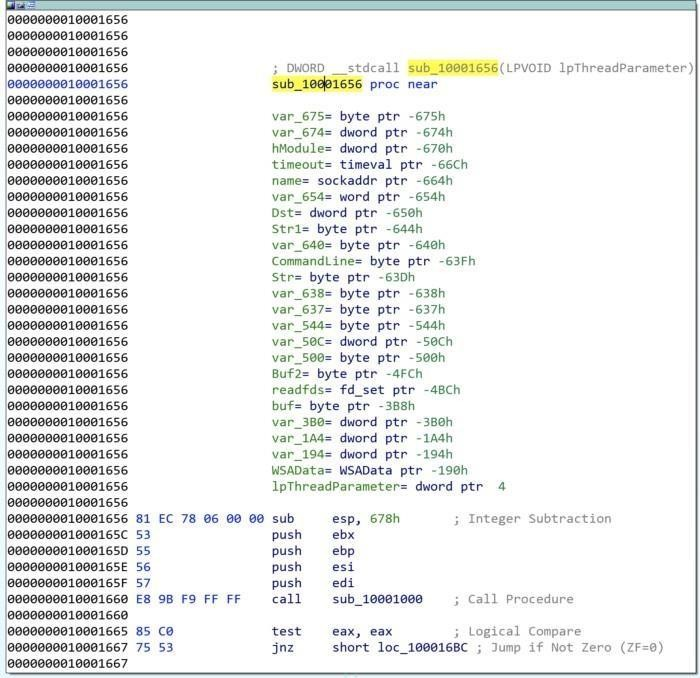 0000000010001656
0000000010001656
0000000010001656
0000000010001656 ; DWORD __stdcall sub_10001656(LPVOID lpThreadParameter)
0000000010001656 sub_10001656 proc near
0000000010001656
0000000010001656 var_675= byte ptr -675h
0000000010001656 var_674= dword ptr -674h
0000000010001656 hModule= dword ptr -670h
0000000010001656 timeout= timeval ptr -66Ch
0000000010001656 name= sockaddr ptr -664h
0000000010001656 var_654= word ptr -654h
0000000010001656 Dst= dword ptr -650h
0000000010001656 Str1= byte ptr -644h
0000000010001656 var_640= byte ptr -640h
0000000010001656 CommandLine= byte ptr -63Fh
0000000010001656 Str= byte ptr -63Dh
0000000010001656 var_638= byte ptr -638h
0000000010001656 var_637= byte ptr -637h
0000000010001656 var_544= byte ptr -544h
0000000010001656 var_50C= dword ptr -50Ch
0000000010001656 var_500= byte ptr -500h
0000000010001656 Buf2= byte ptr -4FCh
0000000010001656 readfds= fd_set ptr -4BCh
0000000010001656 buf= byte ptr -3B8h
0000000010001656 var_3B0= dword ptr -3B0h
0000000010001656 var_1A4= dword ptr -1A4h
0000000010001656 var_194= dword ptr -194h
0000000010001656 WSAData= WSAData ptr -190h
0000000010001656 lpThreadParameter= dword ptr  4
0000000010001656
0000000010001656 81 EC 78 06 00 00 sub     esp, 678h       ; Integer Subtraction
000000001000165C 53                push    ebx
000000001000165D 55                push    ebp
000000001000165E 56                push    esi
000000001000165F 57                push    edi
0000000010001660 E8 9B F9 FF FF    call    sub_10001000    ; Call Procedure
0000000010001660
0000000010001665 85 C0             test    eax, eax        ; Logical Compare
0000000010001667 75 53             jnz     short loc_100016BC ; Jump if Not Zero (ZF=0)
0000000010001667